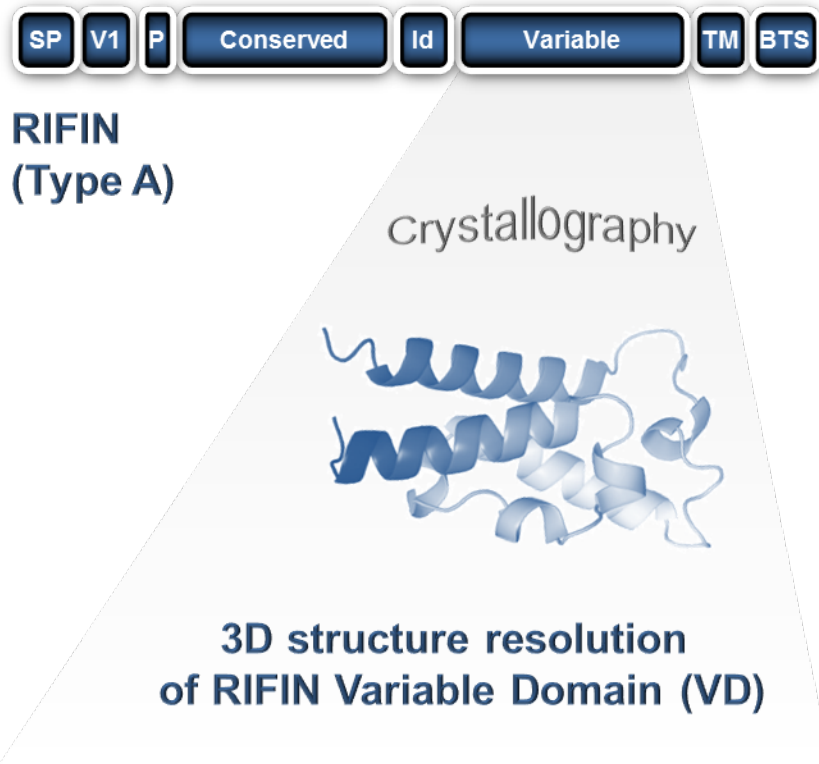 SP V1 P Conserved Id Variable TM BTS
RIFIN
(Type A)
Crystallography
3D structure resolution
of RIFIN Variable Domain (VD)